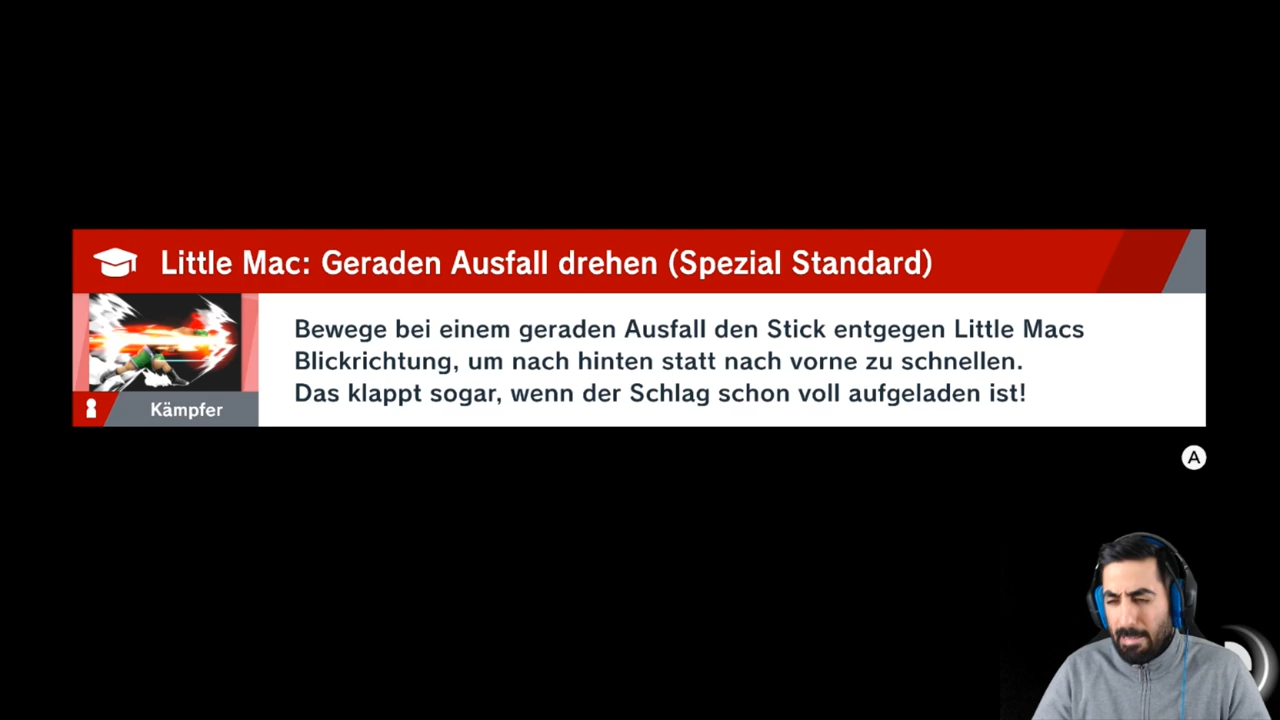 Little Mac: Geraden Ausfall drehen (Spezial Standard)
Bewege bei einem geraden Ausfall den Stick entgegen Little Macs
Blickrichtung, um nach hinten statt nach vorne zu schnellen.
Das klappt sogar, wenn der Schlag schon voll aufgeladen ist!
Kämpfer
A